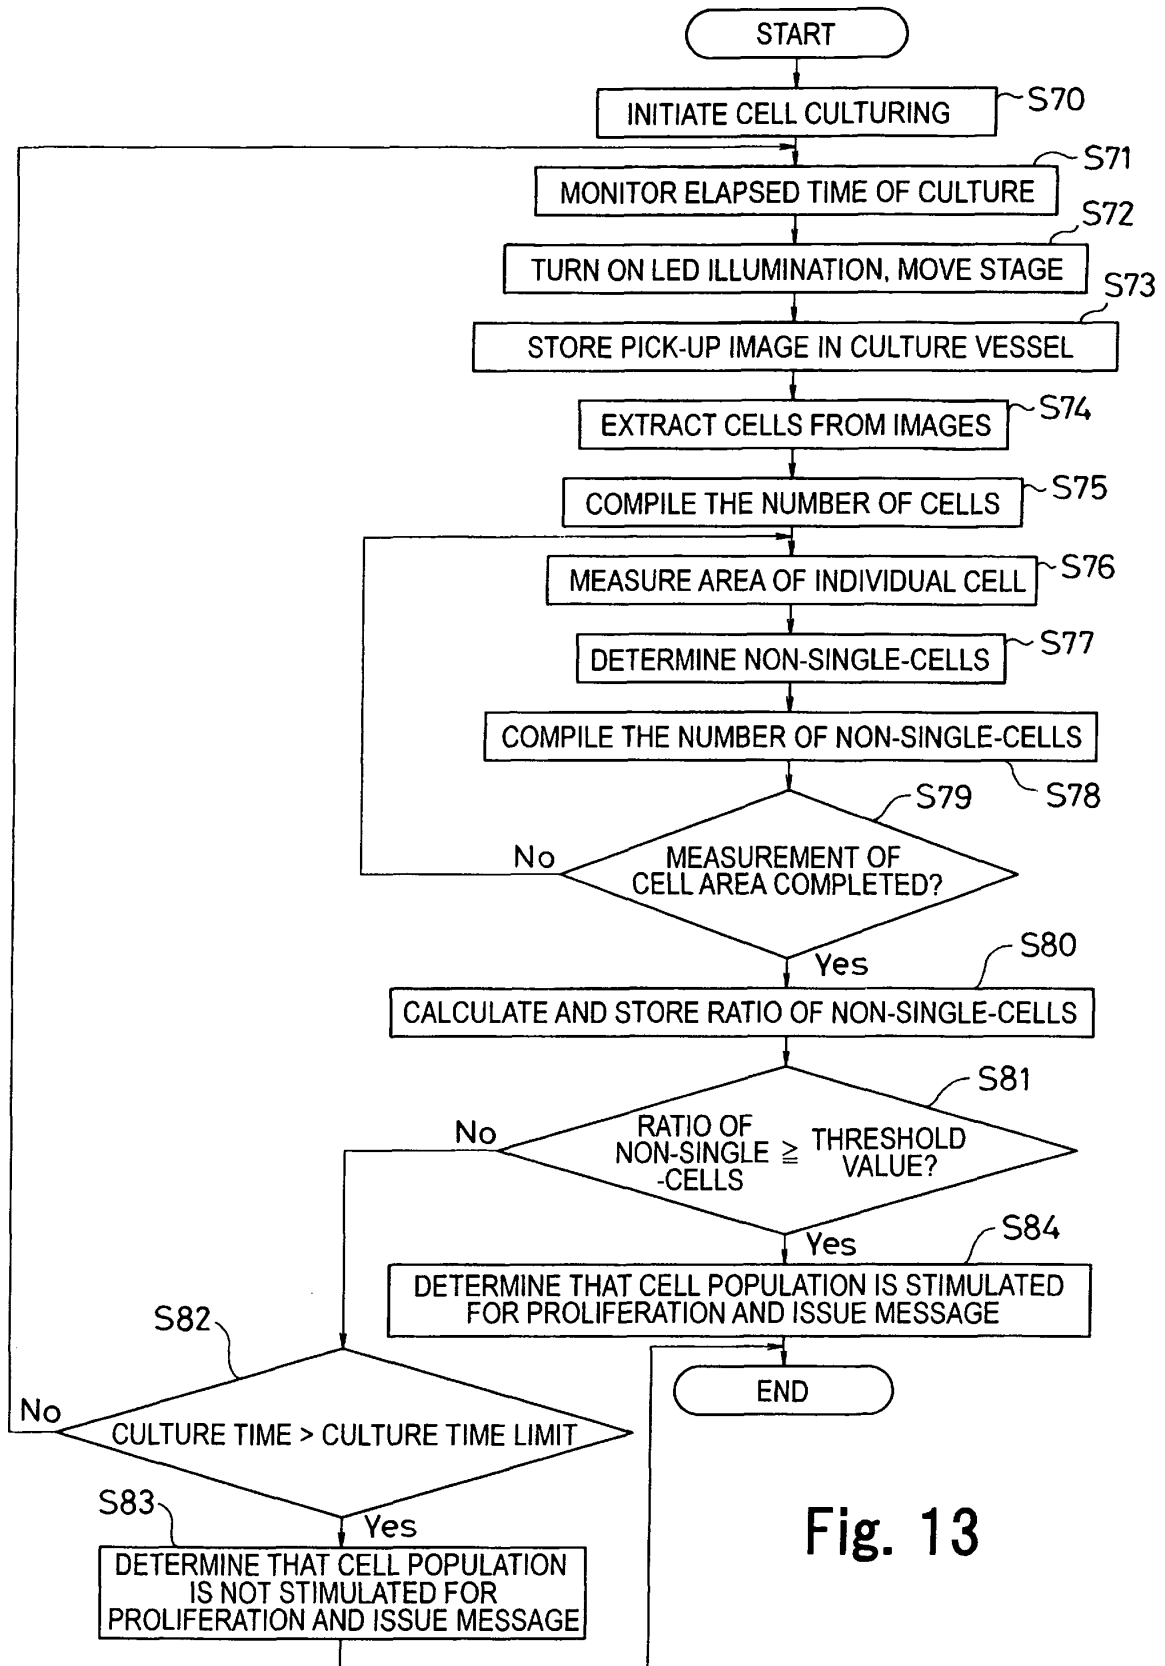 START
INITIATE CELL CULTURING
S70
MONITOR ELAPSED TIME OF CULTURE
S71
TURN ON LED ILLUMINATION, MOVE STAGE
S72
STORE PICK-UP IMAGE IN CULTURE VESSEL
S73
EXTRACT CELLS FROM IMAGES
S74
COMPILE THE NUMBER OF CELLS
S75
MEASURE AREA OF INDIVIDUAL CELL
S76
DETERMINE NON-SINGLE-CELLS
S77
COMPILE THE NUMBER OF NON-SINGLE-CELLS
S78
S79
No
MEASUREMENT OF
CELL AREA COMPLETED?
Yes
S80
CALCULATE AND STORE RATIO OF NON-SINGLE-CELLS
S81
No
RATIO OF
NON-SINGLE
-CELLS
≧
THRESHOLD
VALUE?
Yes
S84
DETERMINE THAT CELL POPULATION IS STIMULATED
FOR PROLIFERATION AND ISSUE MESSAGE
END
S82
No
CULTURE TIME > CULTURE TIME LIMIT
Yes
S83
DETERMINE THAT CELL POPULATION
IS NOT STIMULATED FOR
PROLIFERATION AND ISSUE MESSAGE
Fig. 13